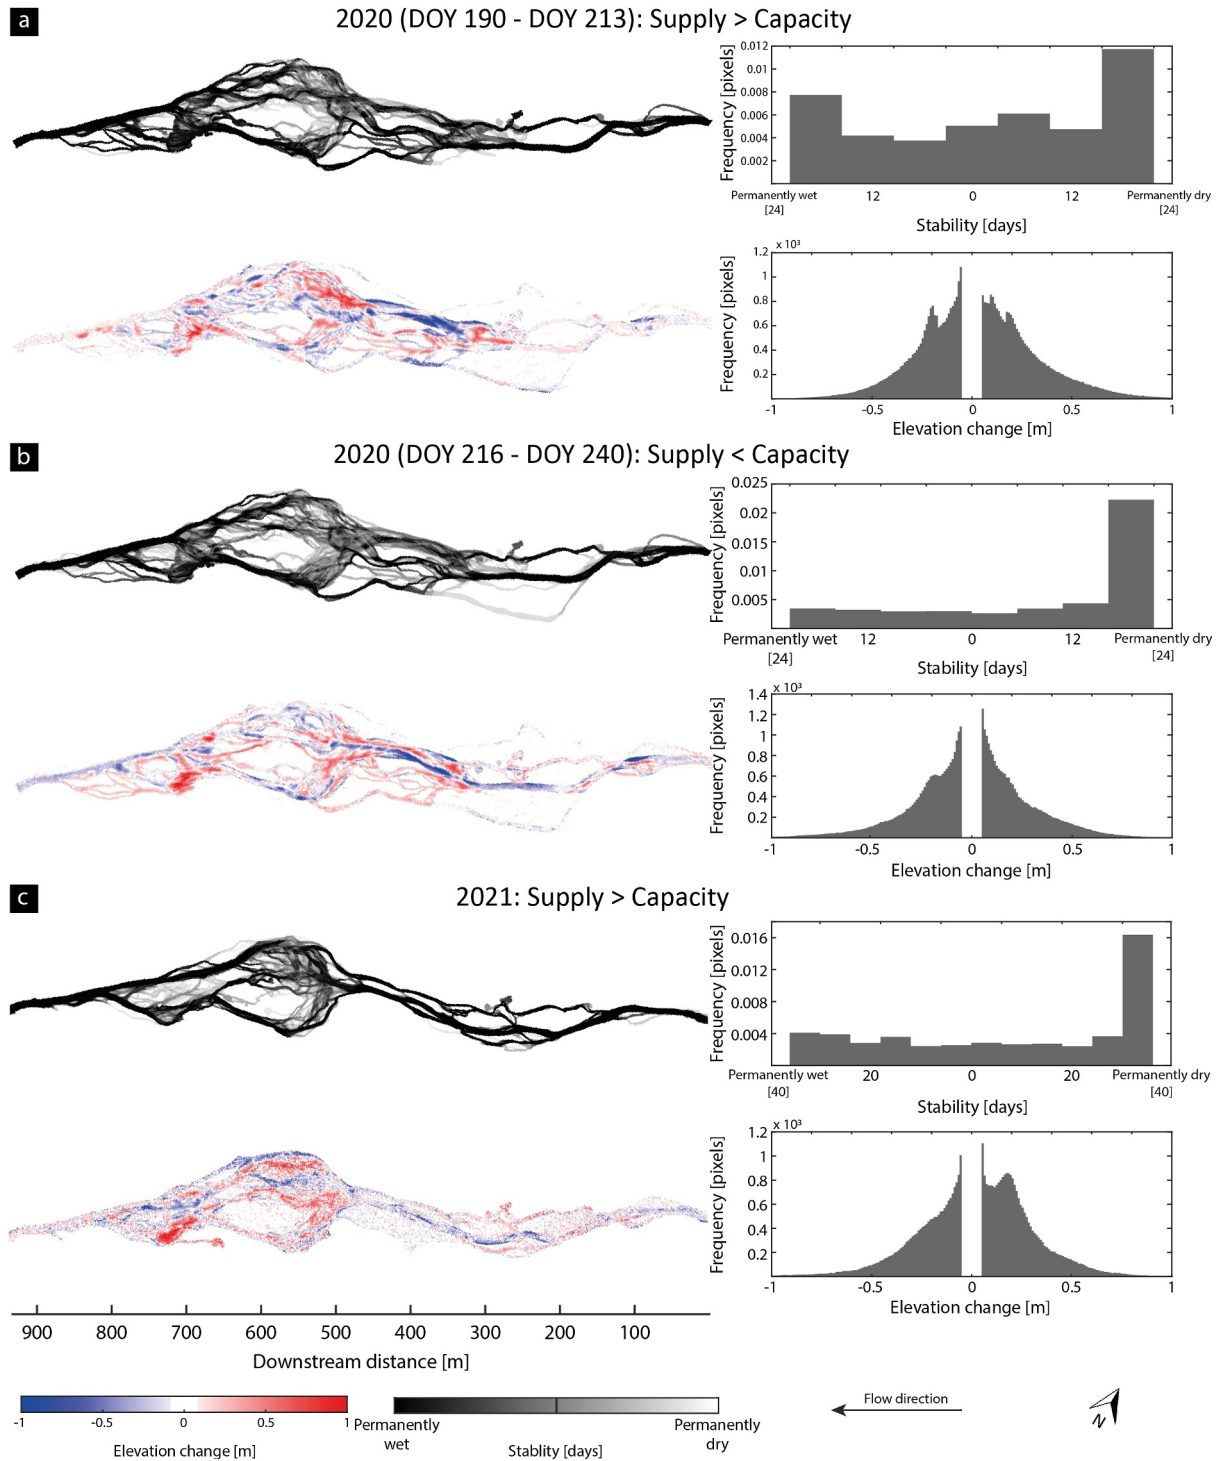 a
2020 (DOY 190 - DOY 213): Supply > Capacity
Frequency [pixels]
0.012
0.01
0.008
0.006
0.004
0.002
Permanently wet
[24]
12
0
12
Permanently dry
[24]
Stability [days]
x 10³
Frequency [pixels]
1.2
1
0.8
0.6
0.4
0.2
-1
-0.5
0
0.5
1
Elevation change [m]
b
2020 (DOY 216 - DOY 240): Supply < Capacity
Frequency [pixels]
0.025
0.02
0.015
0.01
0.005
Permanently wet
[24]
12
0
12
Permanently dry
[24]
Stability [days]
x 10³
Frequency [pixels]
1.4
1.2
1
0.8
0.6
0.4
0.2
-1
-0.5
0
0.5
1
Elevation change [m]
c
2021: Supply > Capacity
Frequency [pixels]
0.016
0.012
0.008
0.004
Permanently wet
[40]
20
0
20
Permanently dry
[40]
Stability [days]
x 10³
Frequency [pixels]
1.2
1
0.8
0.6
0.4
0.2
-1
-0.5
0
0.5
1
Elevation change [m]
900 800 700 600 500 400 300 200 100
Downstream distance [m]
-1 -0.5 0 0.5 1
Elevation change [m]
Permanently
wet
Permanently
dry
Stablity [days]
Flow direction
N